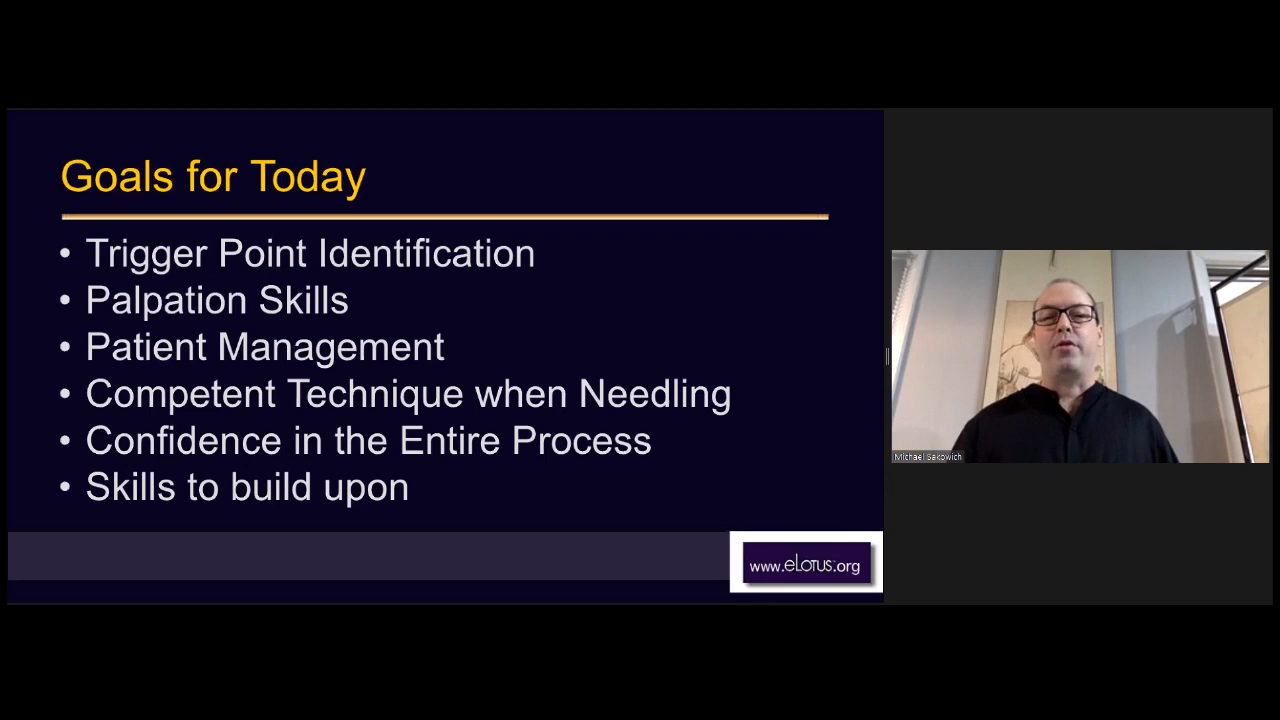 Goals for Today
• Trigger Point Identification
• Palpation Skills
• Patient Management
• Competent Technique when Needling
• Confidence in the Entire Process
• Skills to build upon
www.eLotus.org
Michael Sakowich